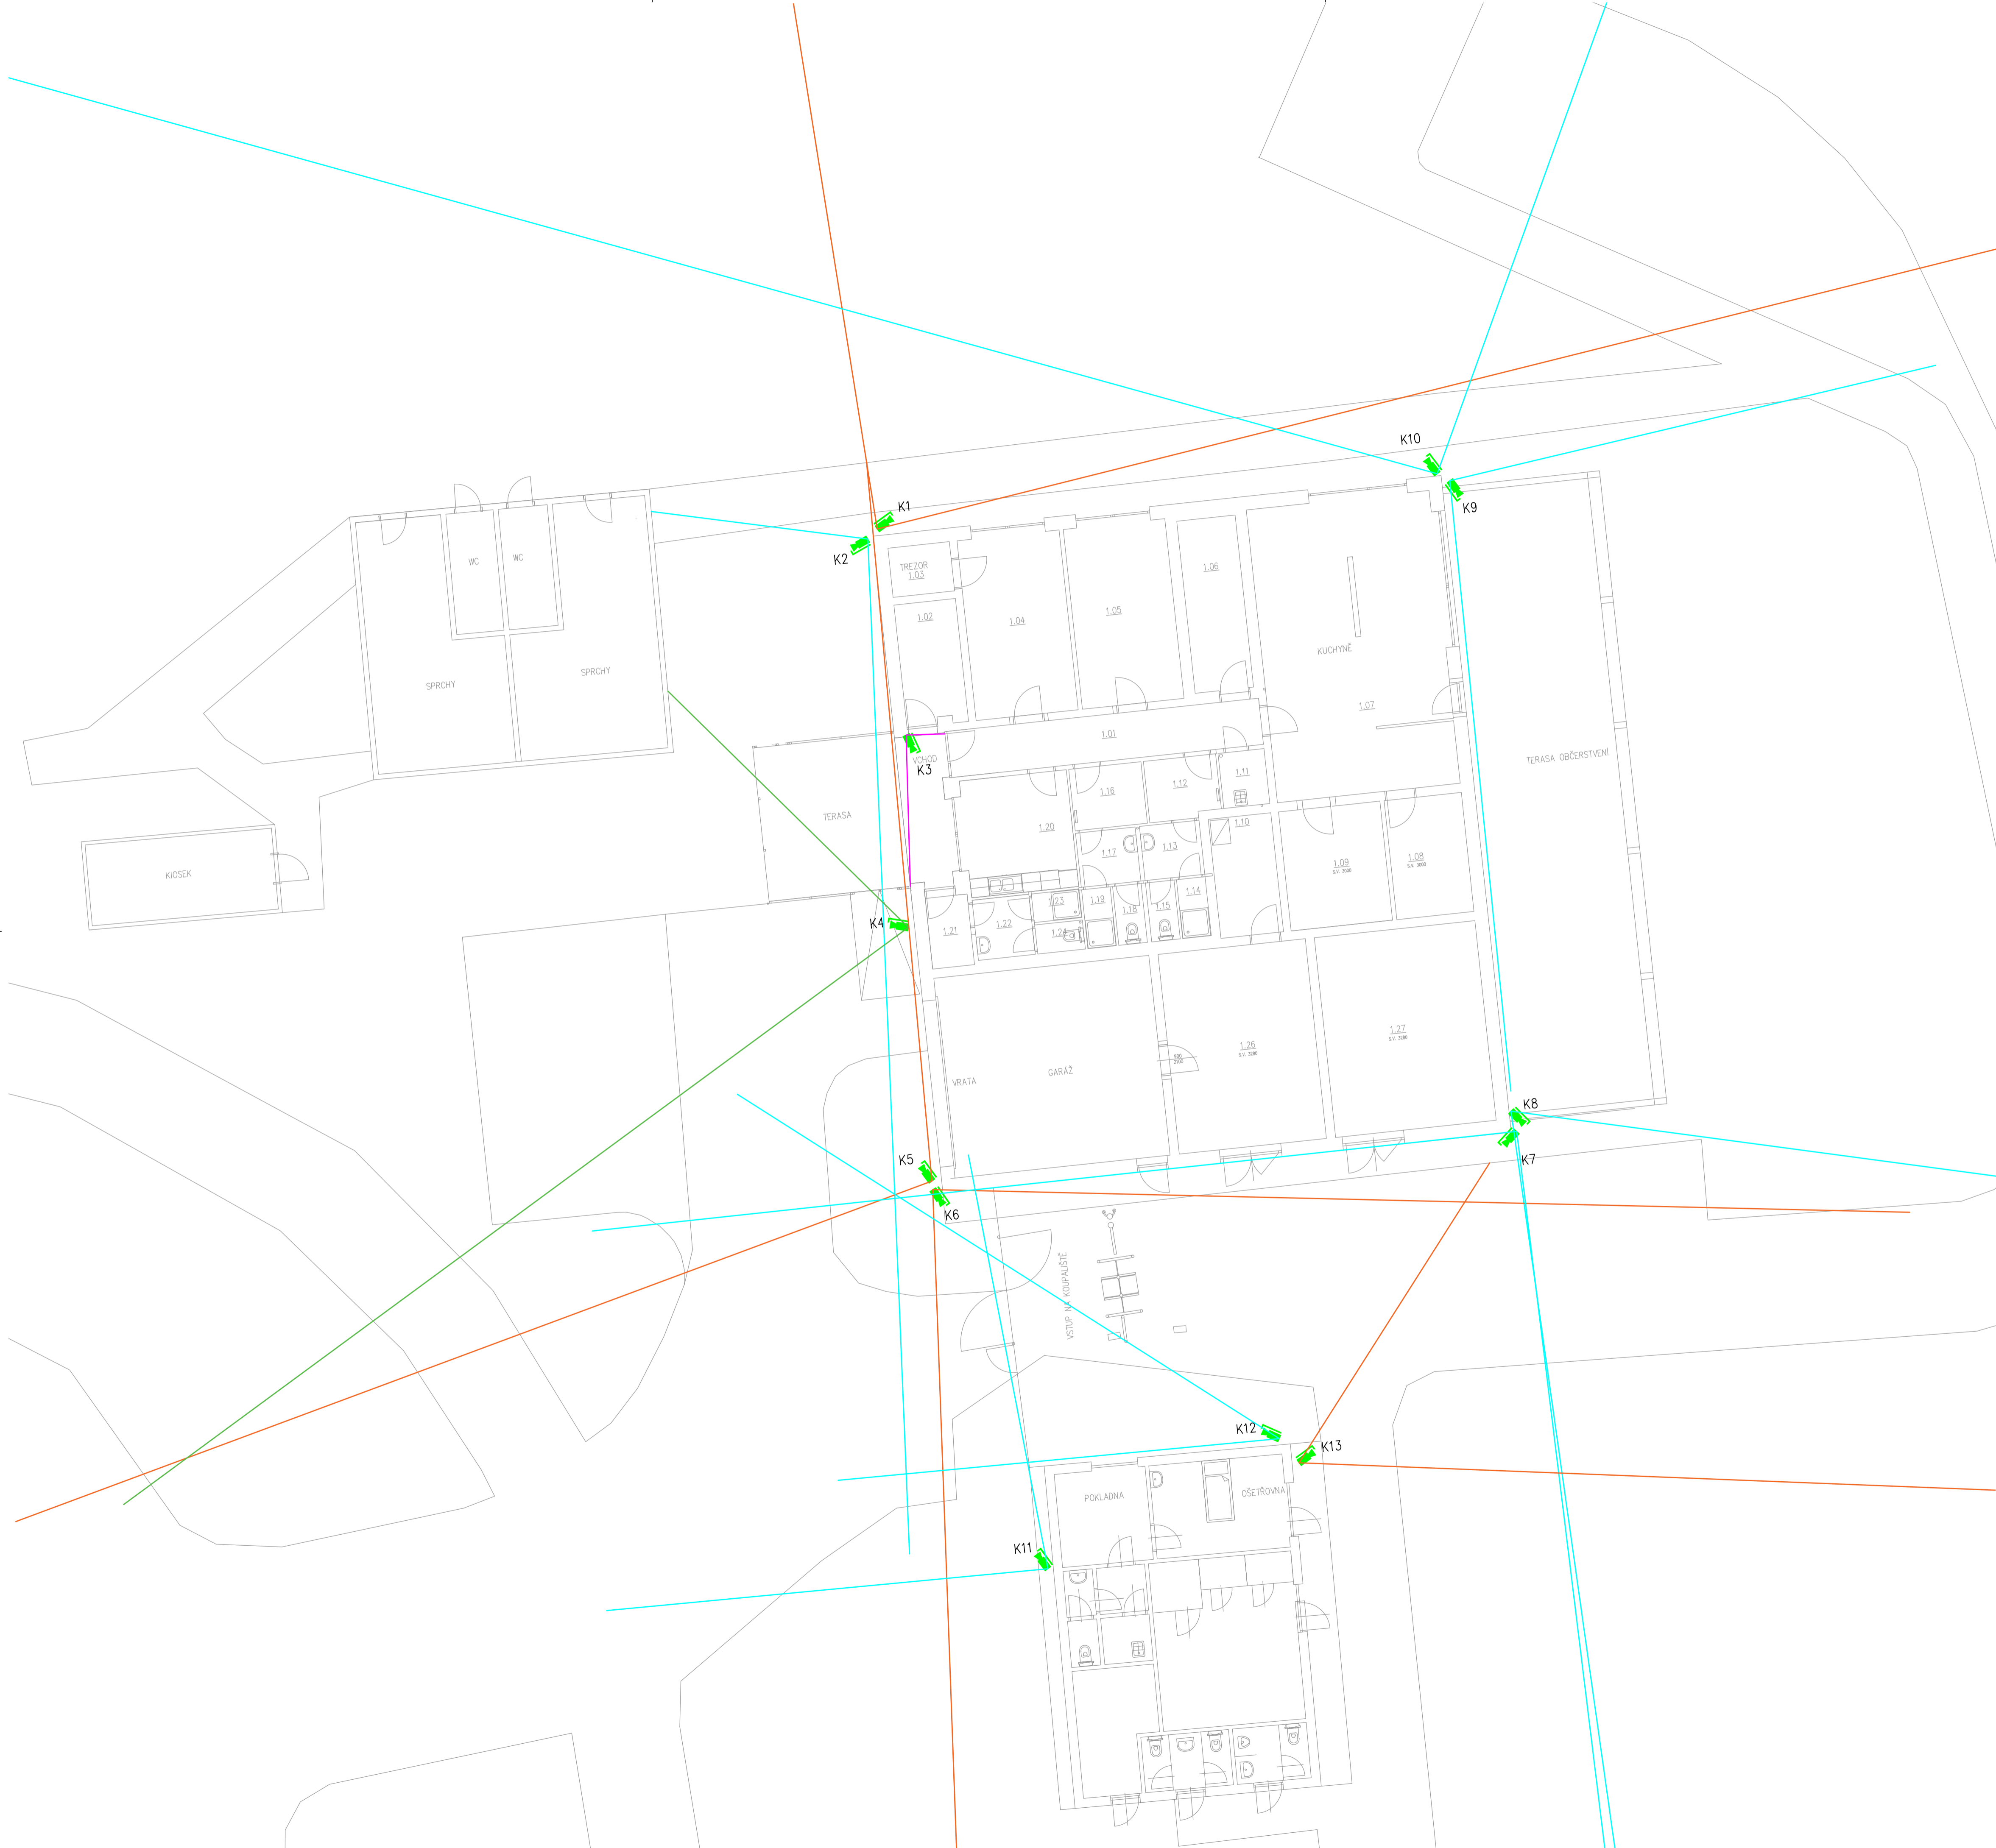 K10
K9
K1
K2
TREZOR
1.03
1.02
1.04
1.05
1.06
WC
WC
SPRCHY
SPRCHY
KUCHYNĚ
1.07
1.01
VCHOD
K3
TERASA
TERASA OBČERSTVENÍ
1.16
1.12
1.11
1.20
1.17
1.13
1.10
1.09
S.V. 3000
1.08
S.V. 3000
KIOSEK
1.14
1.23
1.19
1.18
1.15
K4
1.21
1.22
1.24
1.26
S.V. 3280
1.27
S.V. 3280
GARÁŽ
VRATA
K8
K7
K5
K6
VSTUP NA KOUPALIŠTĚ
K12
K13
POKLADNA
OŠETŘOVNA
K11